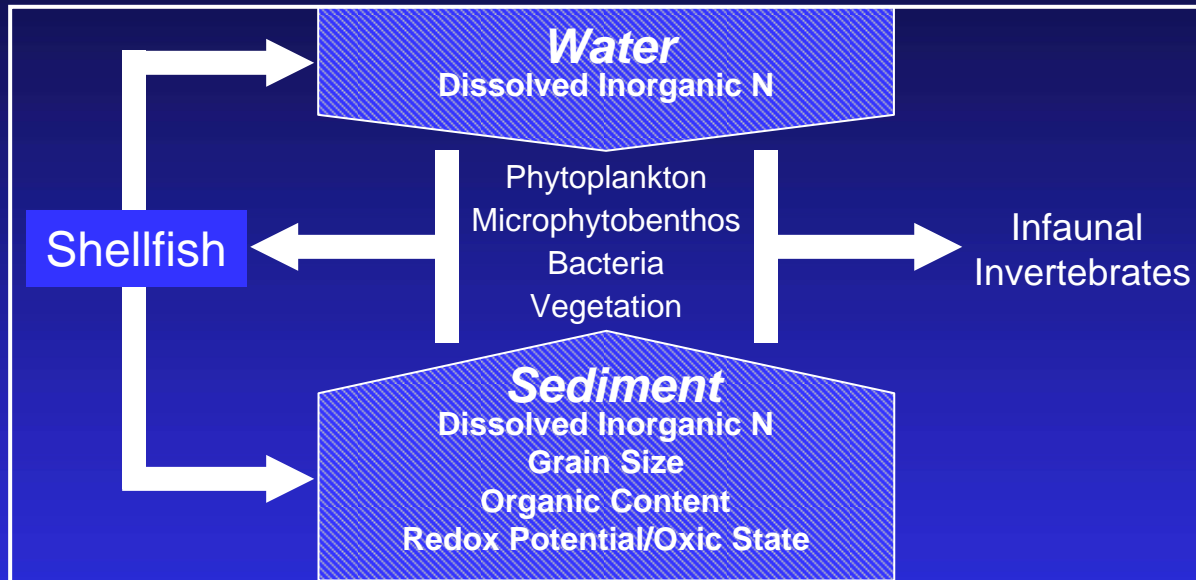 Water
Dissolved Inorganic N
Phytoplankton
Microphytobenthos
Bacteria
Vegetation
Shellfish
Infaunal
Invertebrates
Sediment
Dissolved Inorganic N
Grain Size
Organic Content
Redox Potential/Oxic State